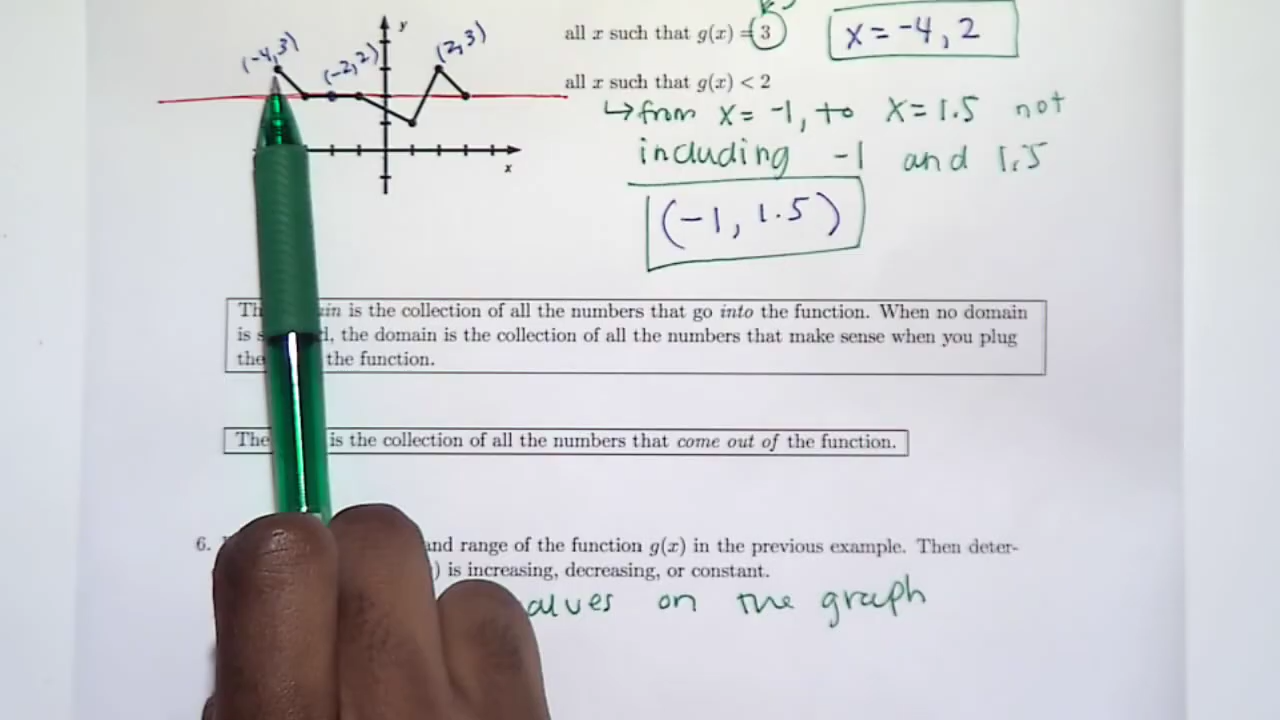 y
(-4,3)
(-2,2)
(2,3)
x
all x such that g(x) = 3
x = -4, 2
all x such that g(x) < 2
↳ from x = -1, to x = 1.5 not
including -1 and 1.5
(-1, 1.5)
is the collection of all the numbers that go into the function. When no domain
is the domain is the collection of all the numbers that make sense when you plug
the function.
The is the collection of all the numbers that come out of the function.
6. and range of the function g(x) in the previous example. Then deter-
) is increasing, decreasing, or constant.
on the graph